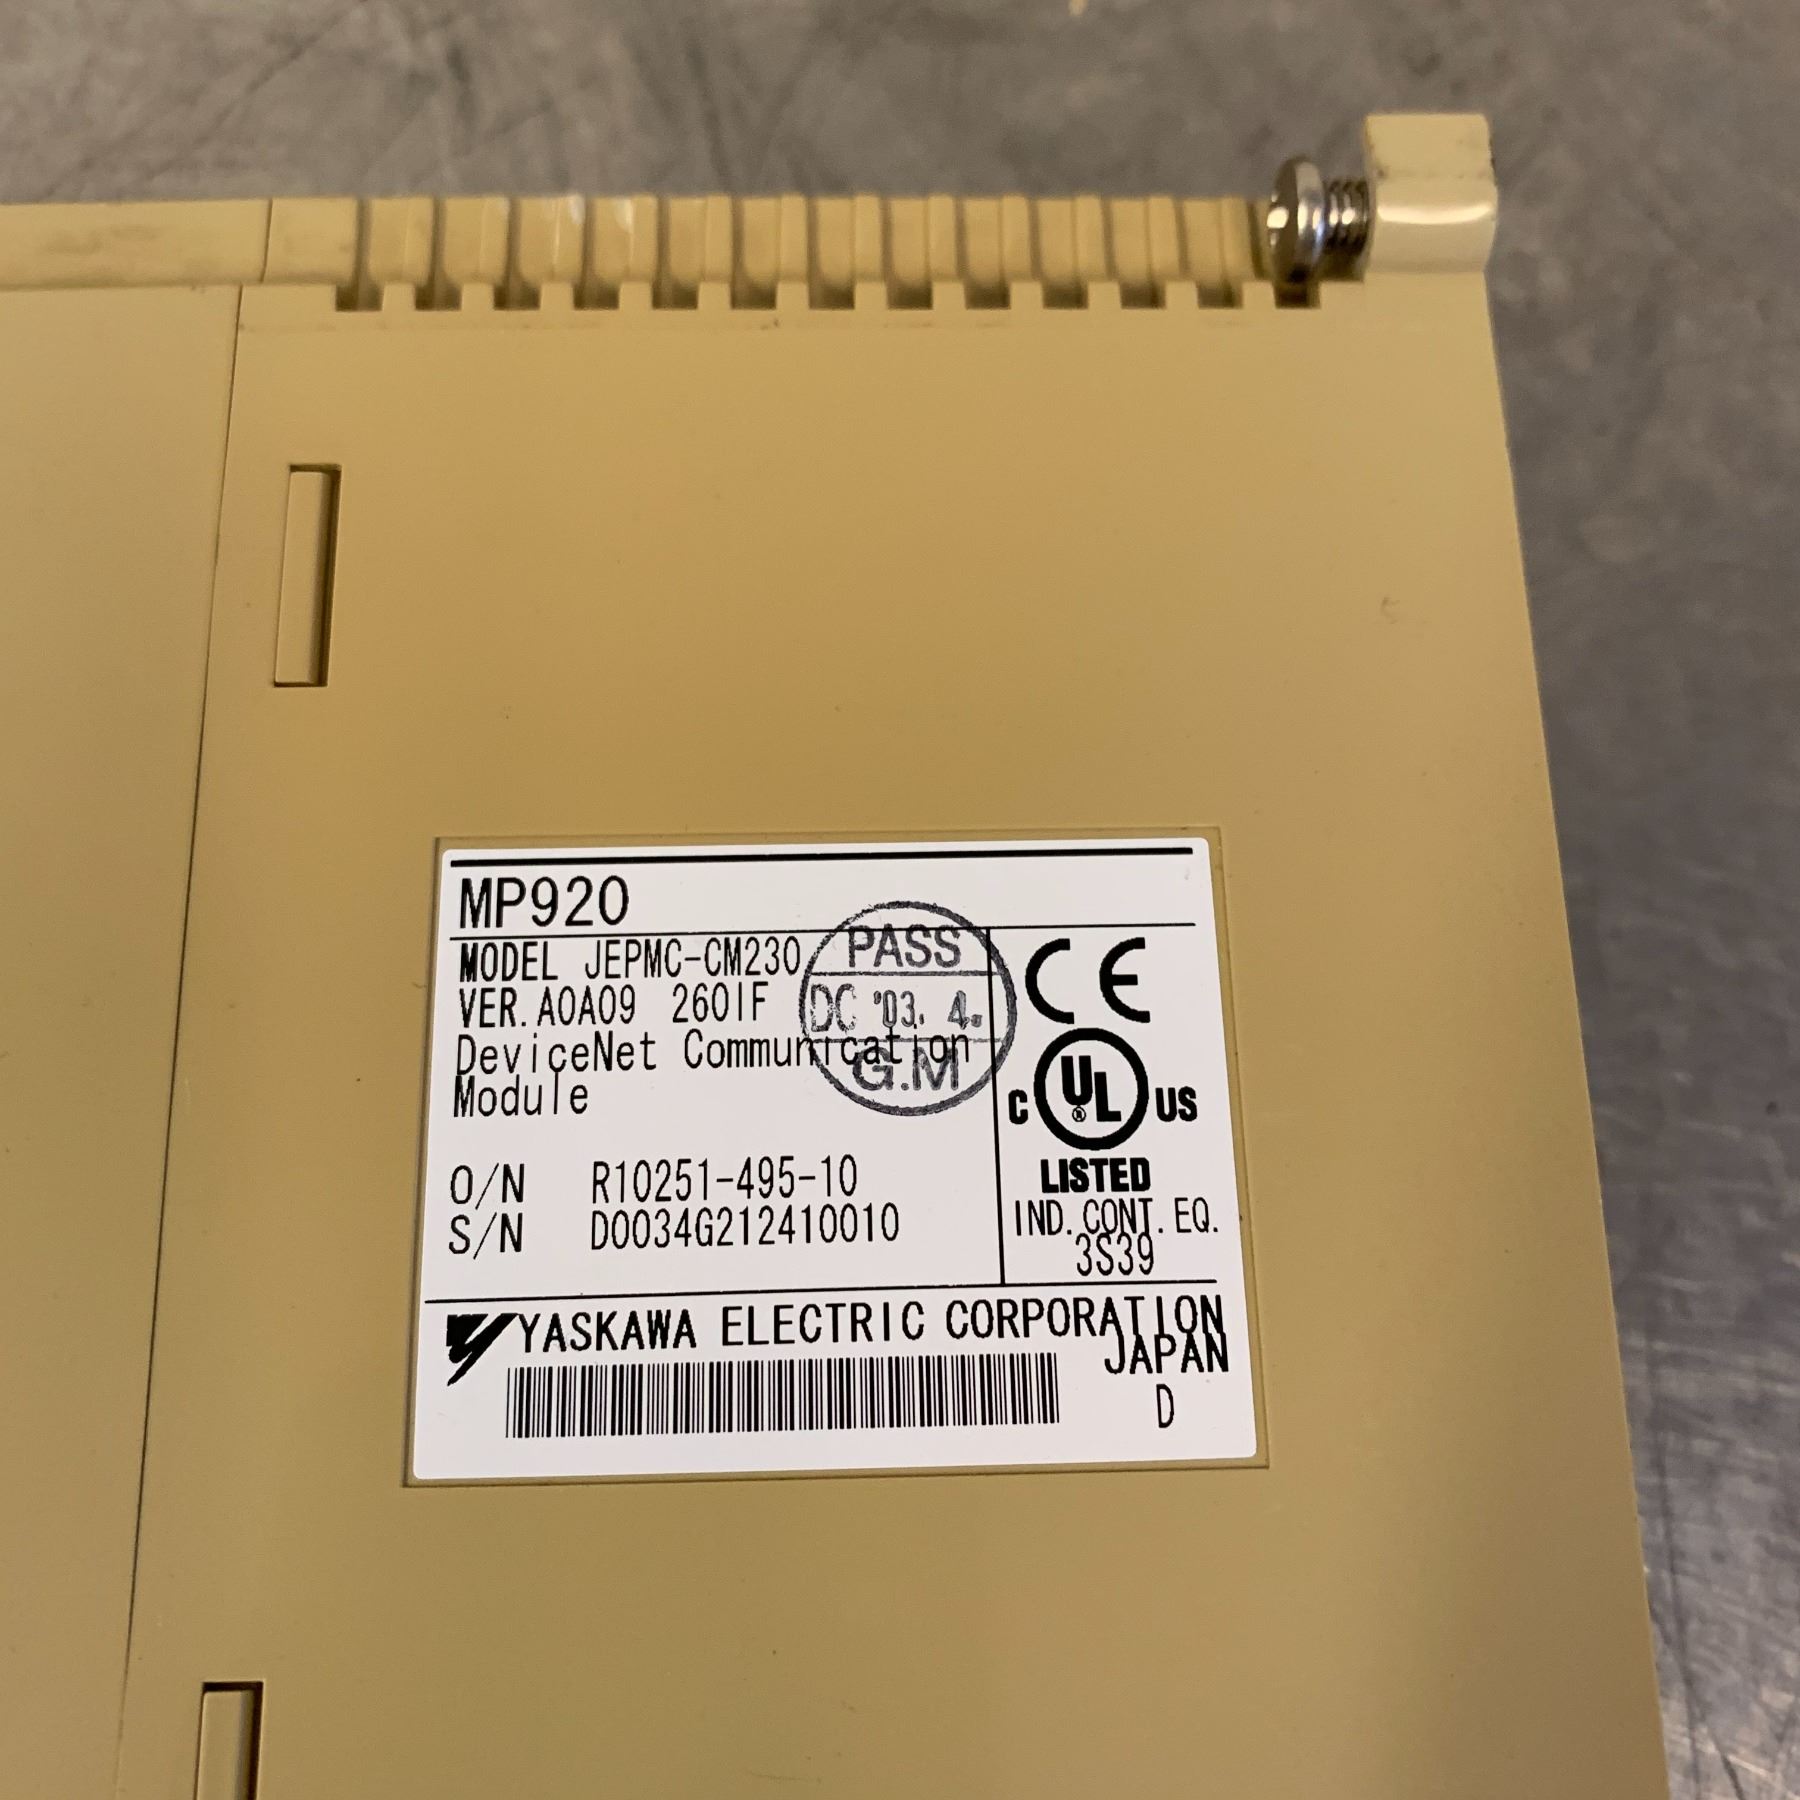 MP920
MODEL JEPMC-CM230
VER. A0A09 260IF
DeviceNet Communication
Module
PASS
DC '03. 4.
G.M
O/N R10251-495-10
S/N D0034G212410010
CE
C UL ® US
LISTED
IND. CONT. EQ.
3S39
YASKAWA ELECTRIC CORPORATION
JAPAN
D